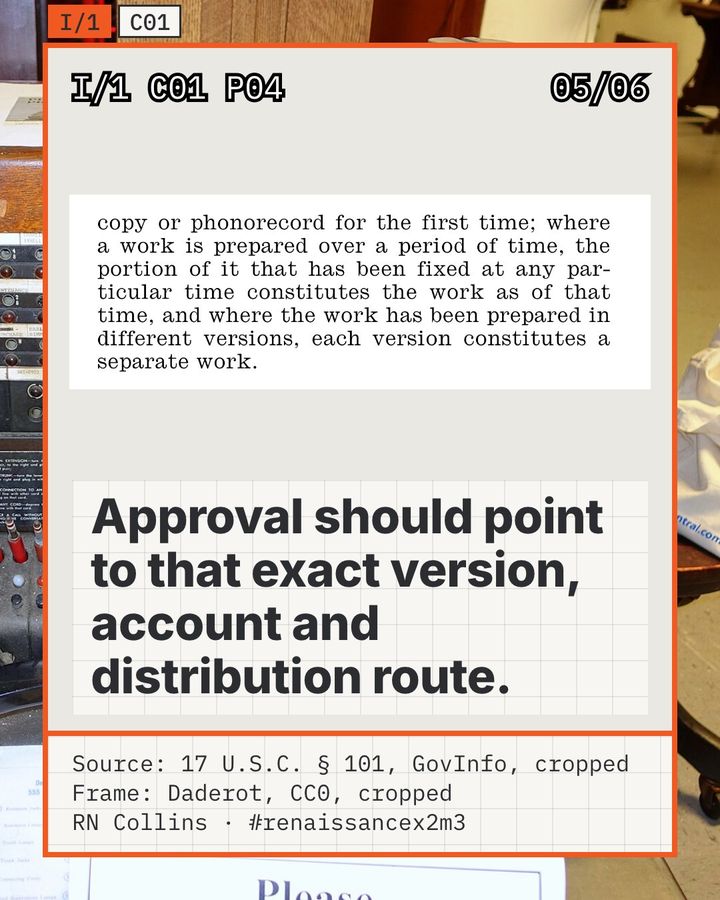 I/1 C01
I/1 C01 P04
05/06
copy or phonorecord for the first time; where
a work is prepared over a period of time, the
portion of it that has been fixed at any par-
ticular time constitutes the work as of that
time, and where the work has been prepared in
different versions, each version constitutes a
separate work.
Approval should point
to that exact version,
account and
distribution route.
Source: 17 U.S.C. § 101, GovInfo, cropped
Frame: Daderot, CC0, cropped
RN Collins · #renaissancex2m3
ntral.com
Please